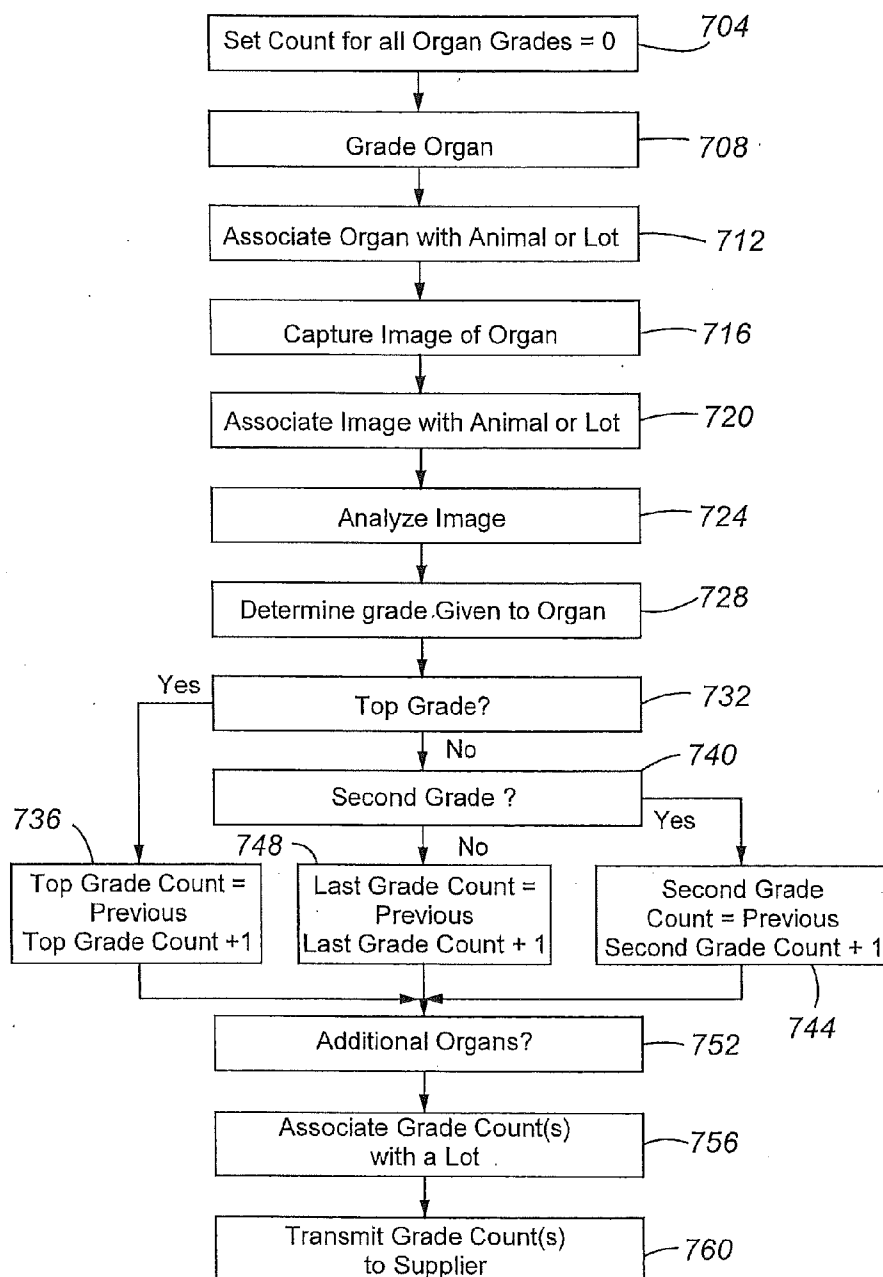 Set Count for all Organ Grades = 0
704
Grade Organ
708
Associate Organ with Animal or Lot
712
Capture Image of Organ
716
Associate Image with Animal or Lot
720
Analyze Image
724
Determine grade Given to Organ
728
Yes
Top Grade?
732
No
740
Second Grade ?
736
748
No
Yes
Top Grade Count =
Previous
Top Grade Count +1
Last Grade Count =
Previous
Last Grade Count + 1
Second Grade
Count = Previous
Second Grade Count + 1
744
Additional Organs?
752
Associate Grade Count(s)
with a Lot
756
Transmit Grade Count(s)
to Supplier
760